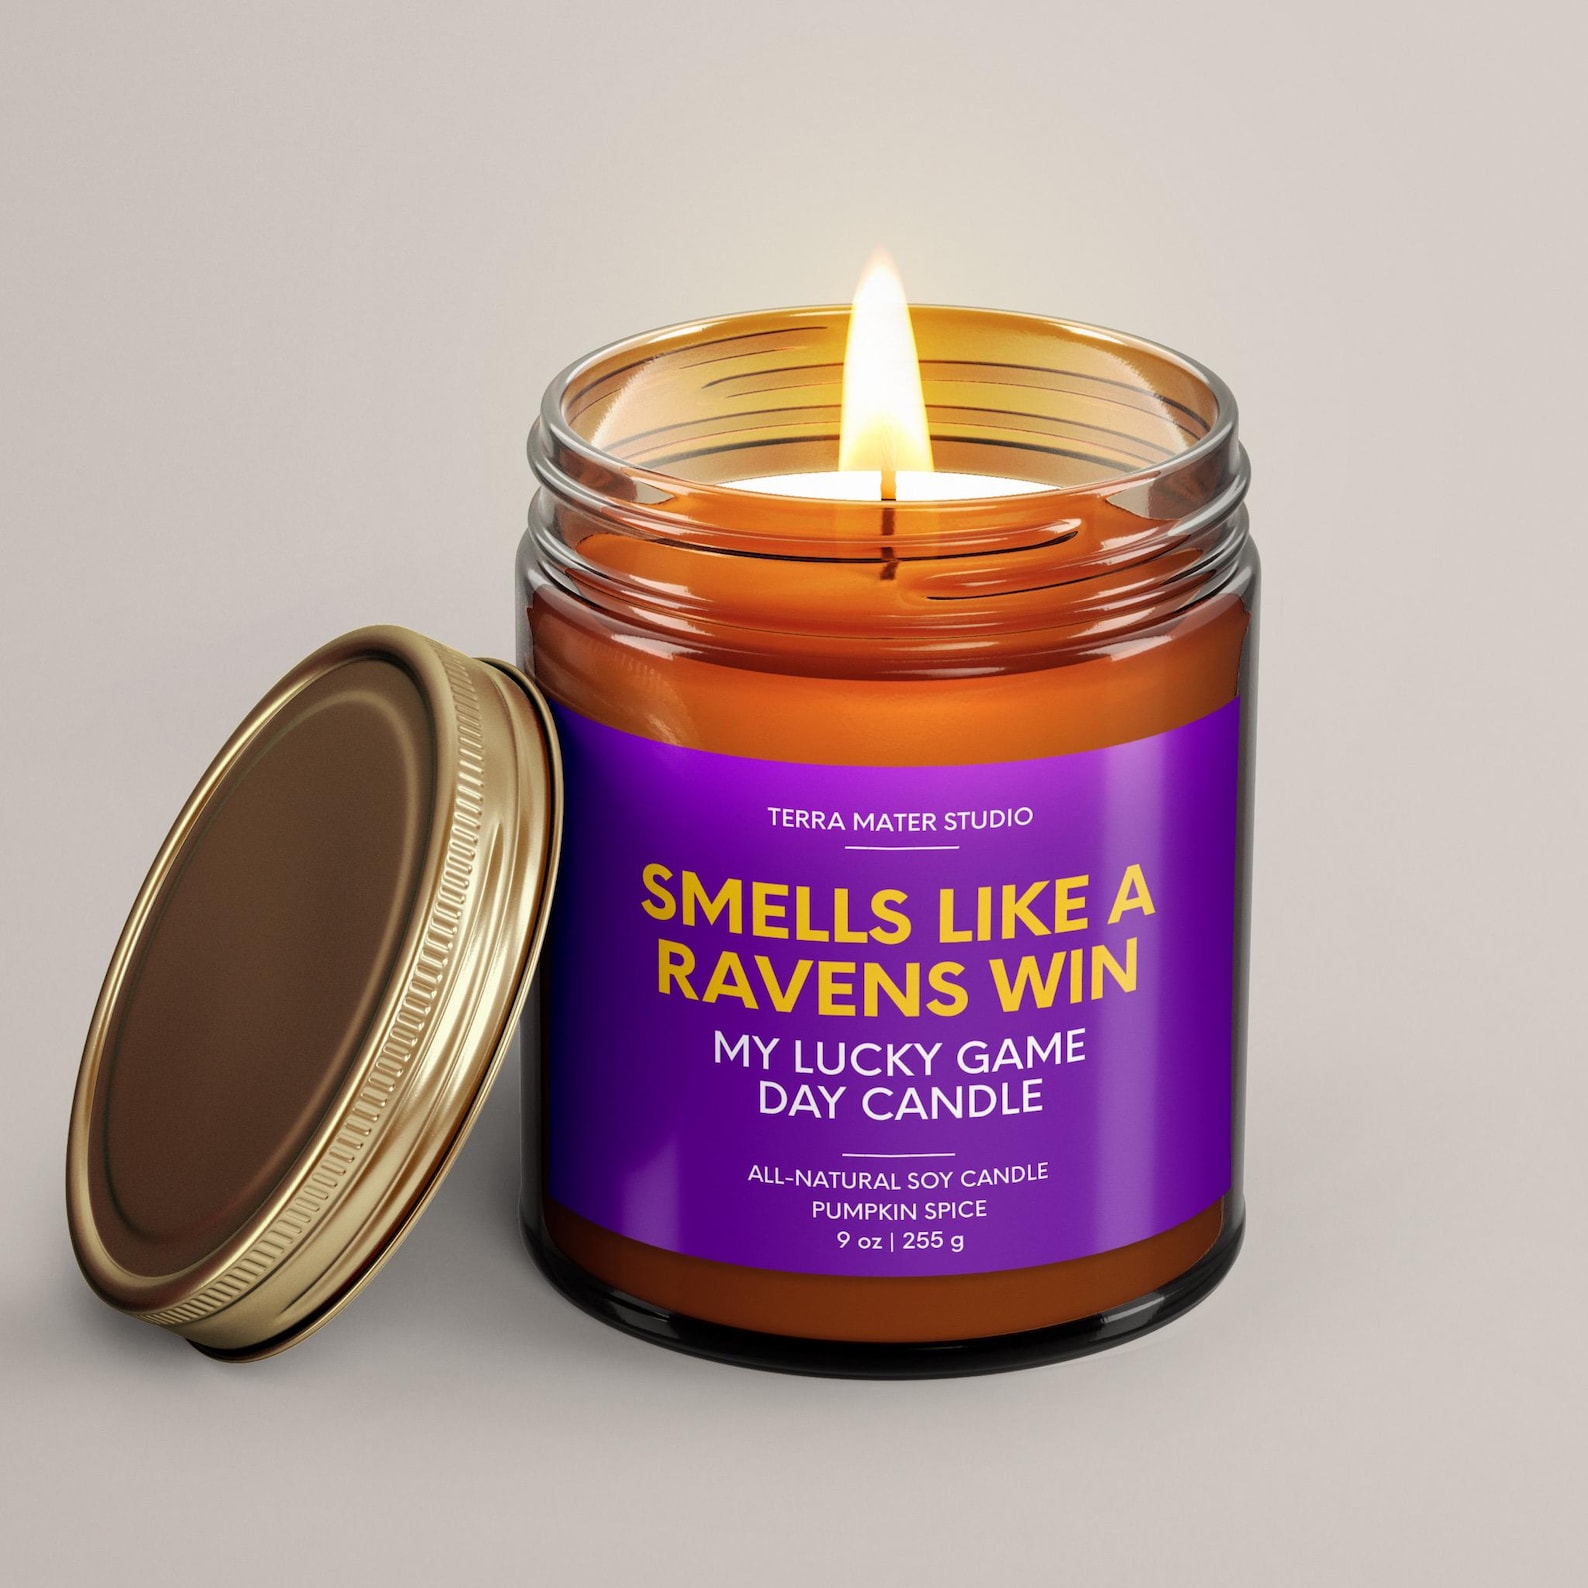 TERRA MATER STUDIO
SMELLS LIKE A
RAVENS WIN
MY LUCKY GAME
DAY CANDLE
ALL-NATURAL SOY CANDLE
PUMPKIN SPICE
9 oz | 255 g